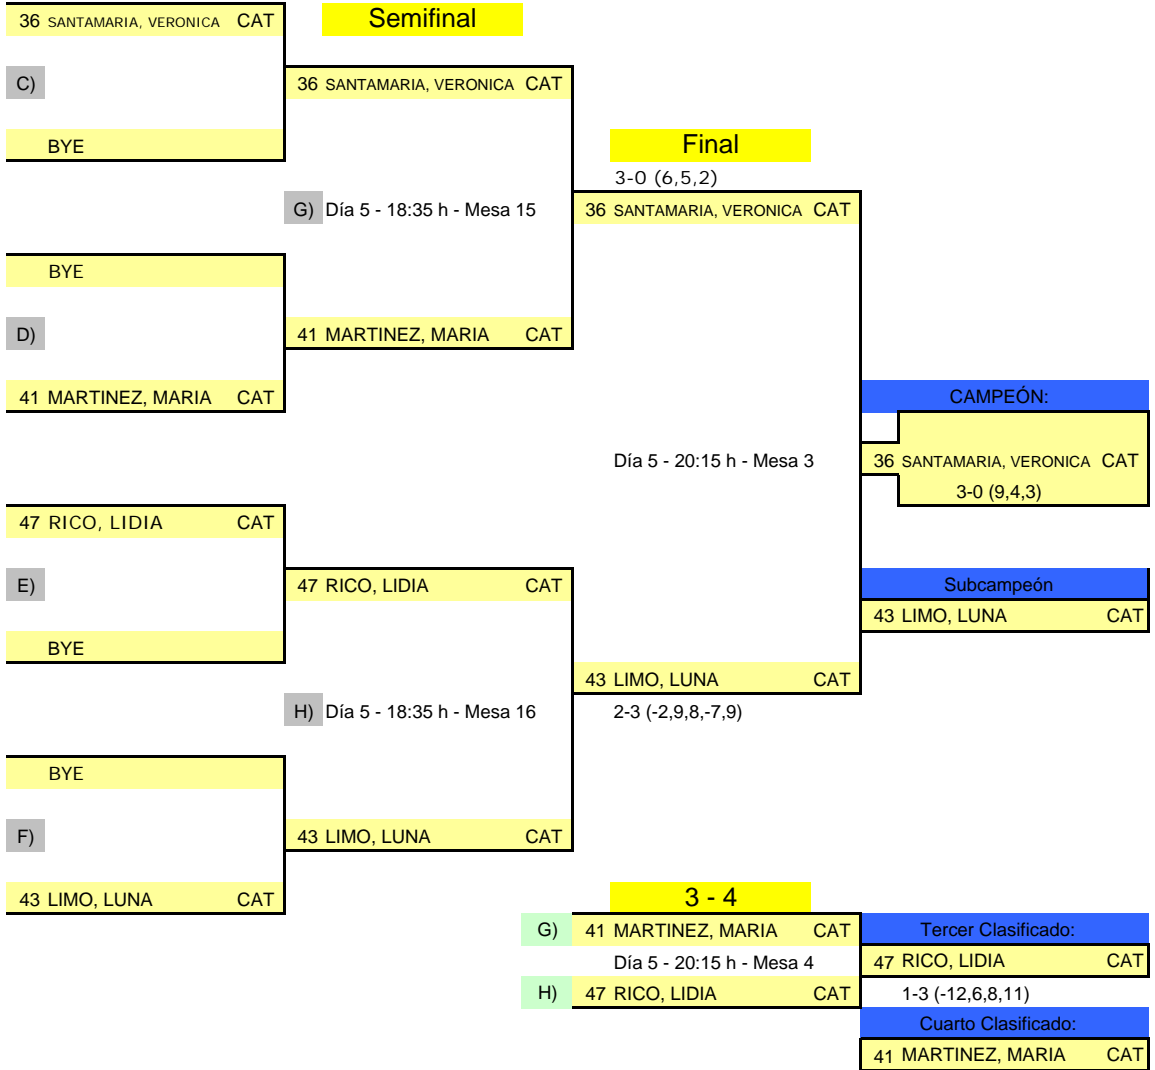 36 SANTAMARIA, VERONICA CAT
Semifinal
C)
36 SANTAMARIA, VERONICA CAT
BYE
Final
3-0 (6,5,2)
G) Día 5 - 18:35 h - Mesa 15
36 SANTAMARIA, VERONICA CAT
BYE
D)
41 MARTINEZ, MARIA CAT
41 MARTINEZ, MARIA CAT
CAMPEÓN:
Día 5 - 20:15 h - Mesa 3
36 SANTAMARIA, VERONICA CAT
3-0 (9,4,3)
47 RICO, LIDIA CAT
E)
47 RICO, LIDIA CAT
Subcampeón
43 LIMO, LUNA CAT
BYE
43 LIMO, LUNA CAT
H) Día 5 - 18:35 h - Mesa 16
2-3 (-2,9,8,-7,9)
BYE
F)
43 LIMO, LUNA CAT
43 LIMO, LUNA CAT
3 - 4
G) 41 MARTINEZ, MARIA CAT
Tercer Clasificado:
Día 5 - 20:15 h - Mesa 4
47 RICO, LIDIA CAT
H) 47 RICO, LIDIA CAT
1-3 (-12,6,8,11)
Cuarto Clasificado:
41 MARTINEZ, MARIA CAT